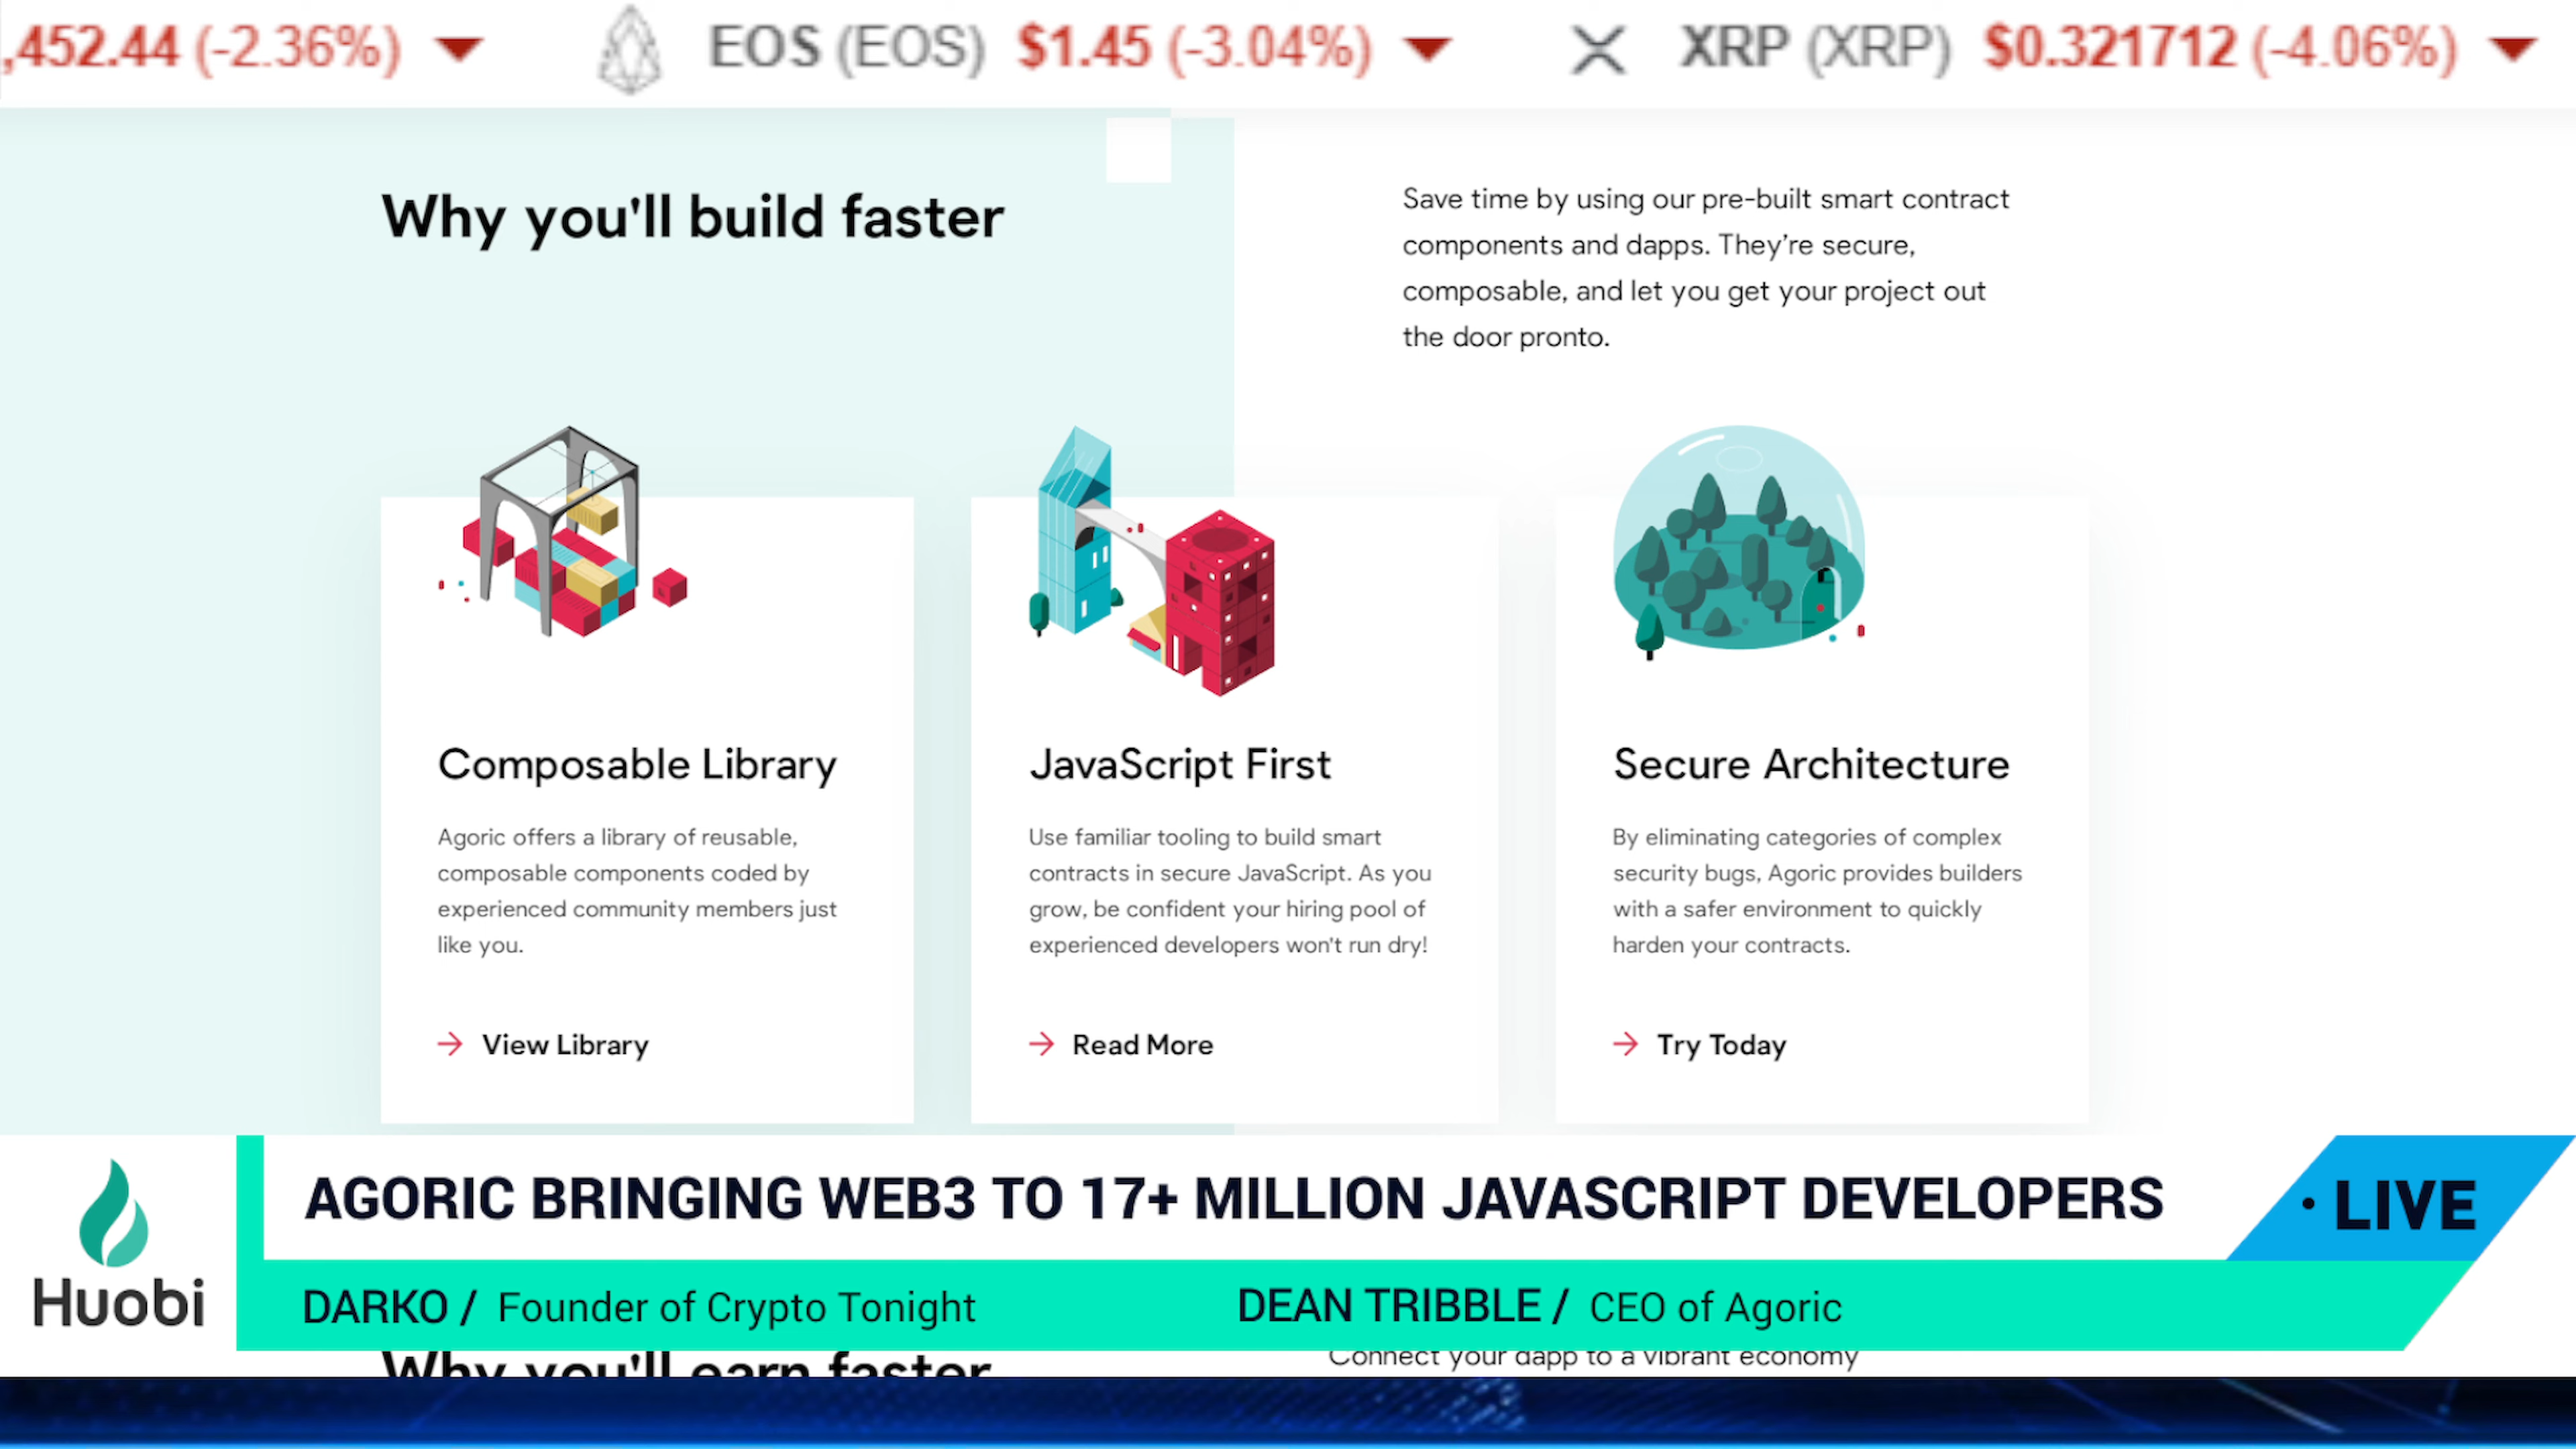 ,452.44 (-2.36%) EOS (EOS) $1.45 (-3.04%) XRP (XRP) $0.321712 (-4.06%)
Why you'll build faster
Save time by using our pre-built smart contract
components and dapps. They’re secure,
composable, and let you get your project out
the door pronto.
Composable Library
Agoric offers a library of reusable,
composable components coded by
experienced community members just
like you.
→ View Library
JavaScript First
Use familiar tooling to build smart
contracts in secure JavaScript. As you
grow, be confident your hiring pool of
experienced developers won't run dry!
→ Read More
Secure Architecture
By eliminating categories of complex
security bugs, Agoric provides builders
with a safer environment to quickly
harden your contracts.
→ Try Today
Huobi
AGORIC BRINGING WEB3 TO 17+ MILLION JAVASCRIPT DEVELOPERS
· LIVE
DARKO / Founder of Crypto Tonight
DEAN TRIBBLE / CEO of Agoric
Why you'll earn faster
Connect your dapp to a vibrant economy